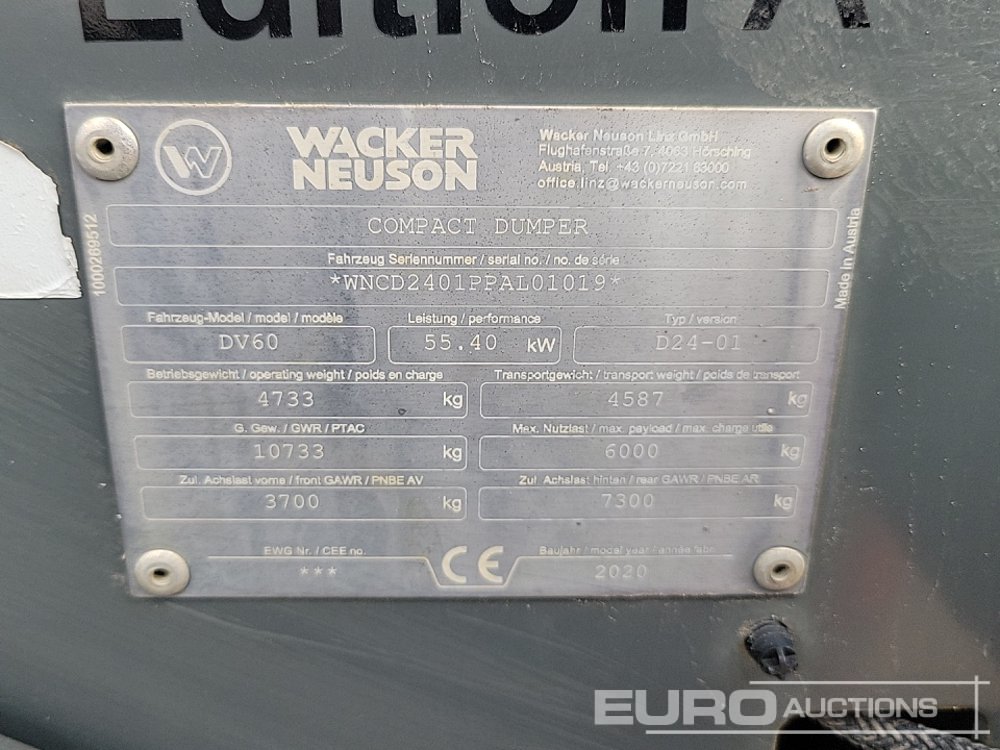 Edition X
WACKER
NEUSON
Wacker Neuson Linz GmbH
Flughafenstraße 7, 4063 Hörsching
Austria, Tel. +43 (0)7221 63000
office.linz@wackerneuson.com
COMPACT DUMPER
Fahrzeug Seriennummer / serial no. / no. de série
*WNCD2401PPAL01019*
Fahrzeug-Model / model / modèle
Leistung / performance
Typ / version
DV60
55.40 kW
D24-01
Betriebsgewicht / operating weight / poids en charge
Transportgewicht / transport weight / poids de transport
4733 kg
4587 kg
G. Gew. / GWR / PTAC
Max. Nutzlast / max. payload / max. charge utile
10733 kg
6000 kg
Zul. Achslast vorne / front GAWR / PNBE AV
Zul. Achslast hinten / rear GAWR / PNBE AR
3700 kg
7300 kg
EWG Nr. / CEE no.
***
CE
Baujahr / model year / année fabr.
2020
1000289512
Made in Austria
EURO AUCTIONS